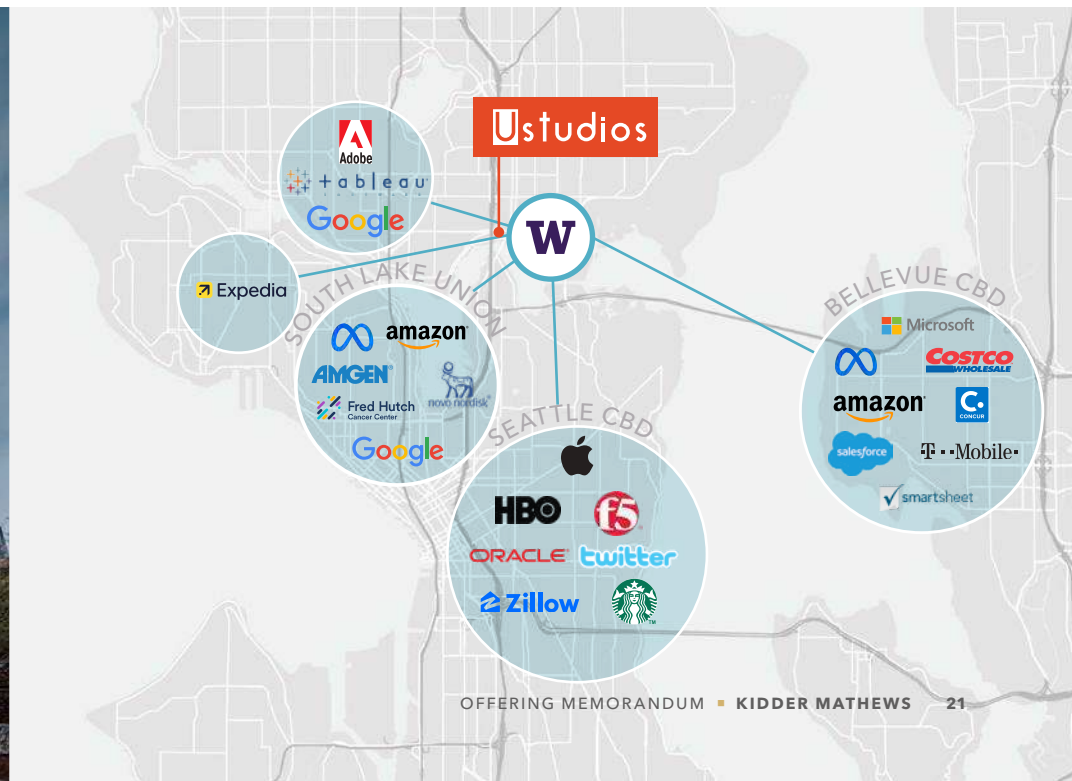 Ustudios
Adobe
+ a b l e a u
Google
W
Expedia
SOUTH LAKE UNION
amazon
AMGEN®
novo nordisk®
Fred Hutch
Cancer Center
Google
BELLEVUE CBD
Microsoft
COSTCO
WHOLESALE
amazon
C.
CONCUR
salesforce
T··Mobile·
smartsheet
SEATTLE CBD
HBO
f5
ORACLE®
twitter
Zillow
TM
OFFERING MEMORANDUM ▪ KIDDER MATHEWS 21